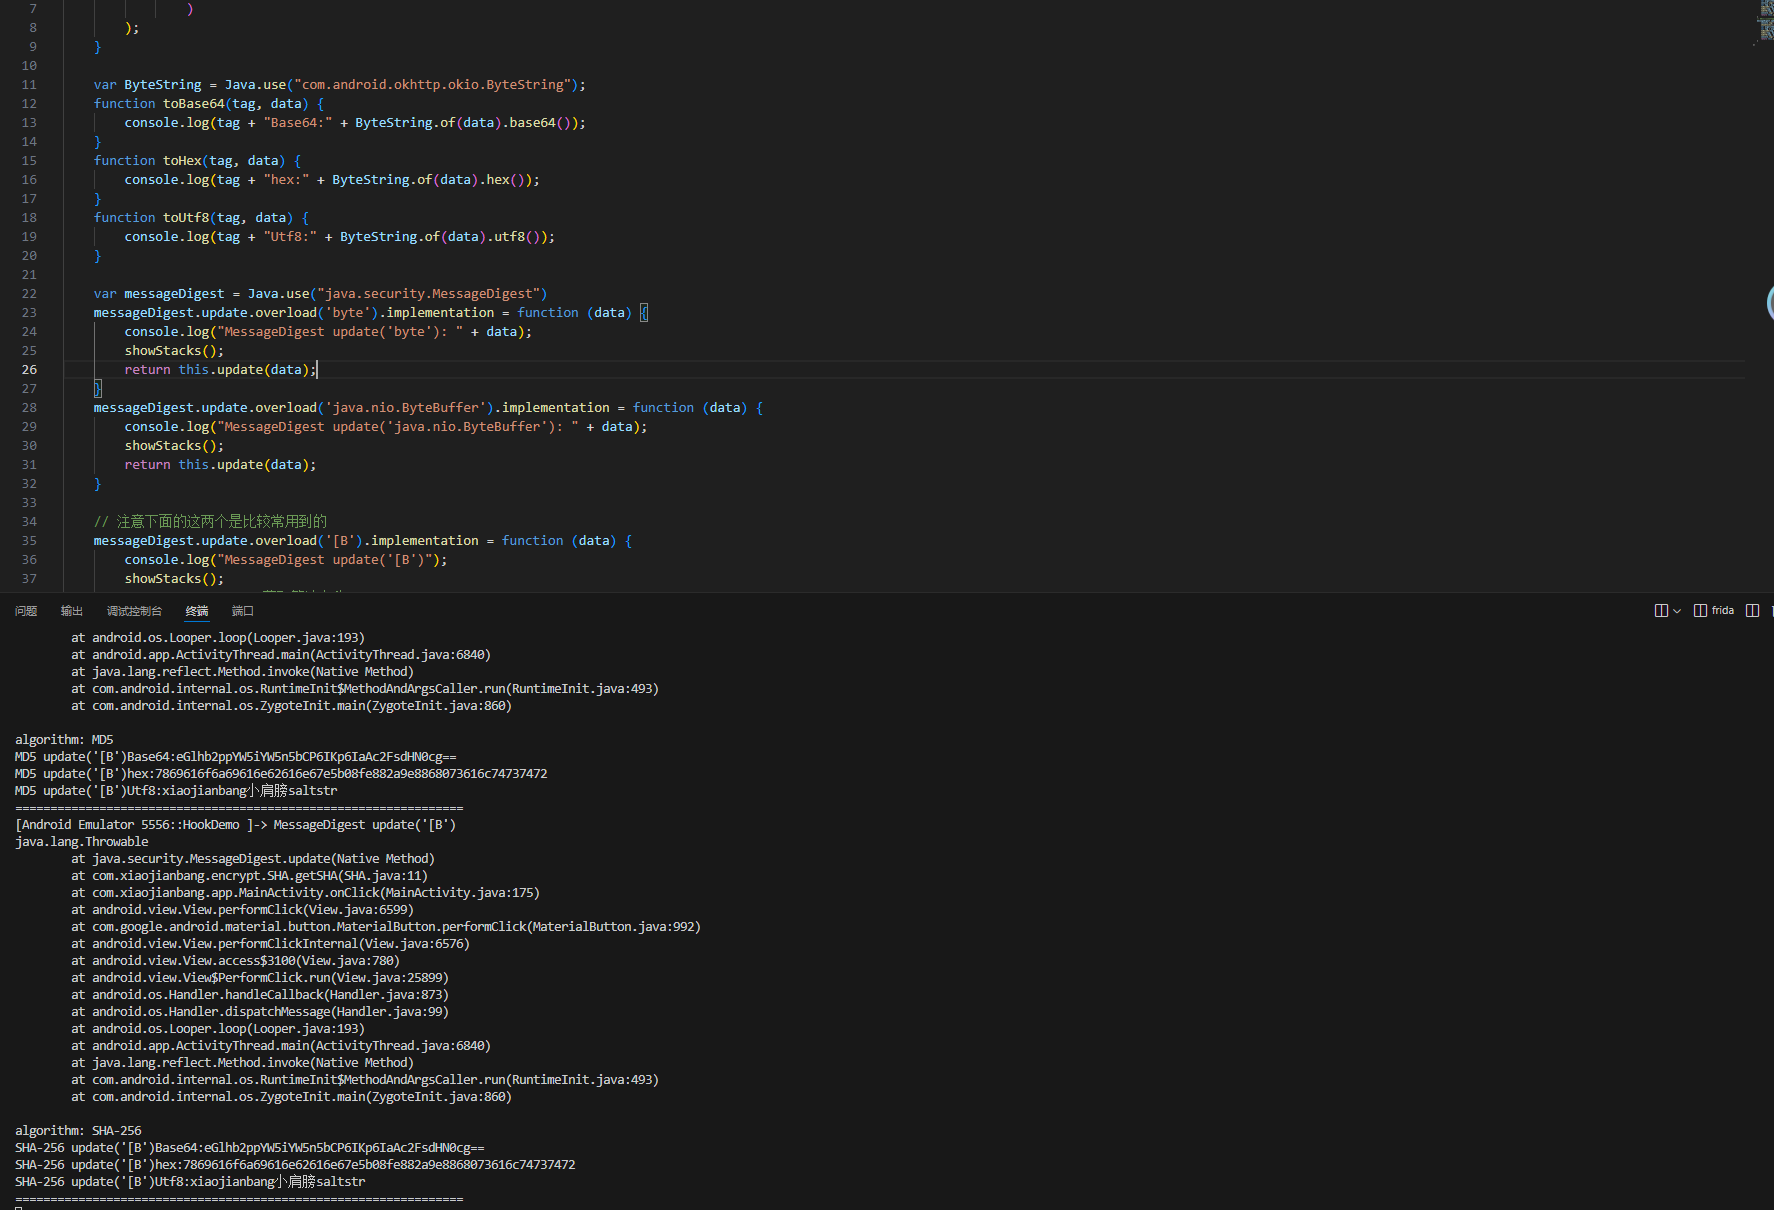 7 )
8 );
9 }
10
11 var ByteString = Java.use("com.android.okhttp.okio.ByteString");
12 function toBase64(tag, data) {
13 console.log(tag + "Base64:" + ByteString.of(data).base64());
14 }
15 function toHex(tag, data) {
16 console.log(tag + "hex:" + ByteString.of(data).hex());
17 }
18 function toUtf8(tag, data) {
19 console.log(tag + "Utf8:" + ByteString.of(data).utf8());
20 }
21
22 var messageDigest = Java.use("java.security.MessageDigest")
23 messageDigest.update.overload('byte').implementation = function (data) {
24 console.log("MessageDigest update('byte'): " + data);
25 showStacks();
26 return this.update(data);
27 }
28 messageDigest.update.overload('java.nio.ByteBuffer').implementation = function (data) {
29 console.log("MessageDigest update('java.nio.ByteBuffer'): " + data);
30 showStacks();
31 return this.update(data);
32 }
33
34 // 注意下面的这两个是比较常用到的
35 messageDigest.update.overload('[B').implementation = function (data) {
36 console.log("MessageDigest update('[B')");
37 showStacks();
问题 输出 调试控制台 终端 端口 frida
at android.os.Looper.loop(Looper.java:193)
at android.app.ActivityThread.main(ActivityThread.java:6840)
at java.lang.reflect.Method.invoke(Native Method)
at com.android.internal.os.RuntimeInit$MethodAndArgsCaller.run(RuntimeInit.java:493)
at com.android.internal.os.ZygoteInit.main(ZygoteInit.java:860)
algorithm: MD5
MD5 update('[B')Base64:eGlhb2ppYW5iYW5n5bCP6IKp6IaAc2FsdHN0cg==
MD5 update('[B')hex:7869616f6a69616e62616e67e5b08fe882a9e8868073616c74737472
MD5 update('[B')Utf8:xiaojianbang小肩膀saltstr
================================================================
[Android Emulator 5556::HookDemo ]-> MessageDigest update('[B')
java.lang.Throwable
at java.security.MessageDigest.update(Native Method)
at com.xiaojianbang.encrypt.SHA.getSHA(SHA.java:11)
at com.xiaojianbang.app.MainActivity.onClick(MainActivity.java:175)
at android.view.View.performClick(View.java:6599)
at com.google.android.material.button.MaterialButton.performClick(MaterialButton.java:992)
at android.view.View.performClickInternal(View.java:6576)
at android.view.View.access$3100(View.java:780)
at android.view.View$PerformClick.run(View.java:25899)
at android.os.Handler.handleCallback(Handler.java:873)
at android.os.Handler.dispatchMessage(Handler.java:99)
at android.os.Looper.loop(Looper.java:193)
at android.app.ActivityThread.main(ActivityThread.java:6840)
at java.lang.reflect.Method.invoke(Native Method)
at com.android.internal.os.RuntimeInit$MethodAndArgsCaller.run(RuntimeInit.java:493)
at com.android.internal.os.ZygoteInit.main(ZygoteInit.java:860)
algorithm: SHA-256
SHA-256 update('[B')Base64:eGlhb2ppYW5iYW5n5bCP6IKp6IaAc2FsdHN0cg==
SHA-256 update('[B')hex:7869616f6a69616e62616e67e5b08fe882a9e8868073616c74737472
SHA-256 update('[B')Utf8:xiaojianbang小肩膀saltstr
================================================================